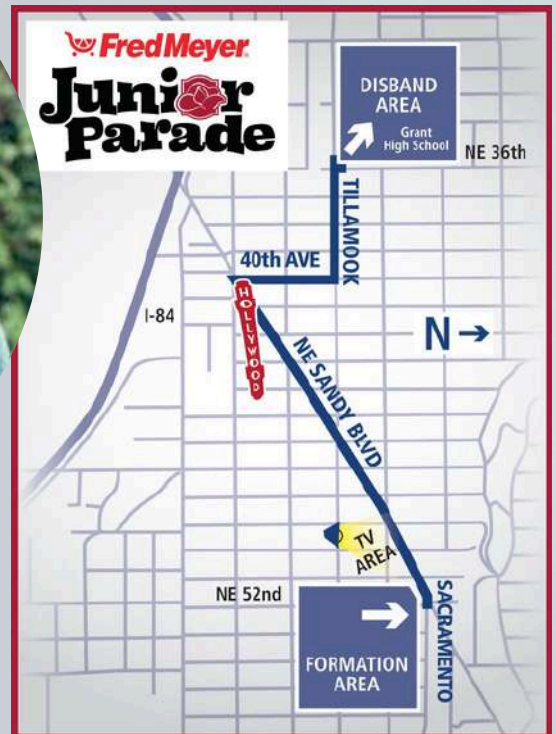 Fred Meyer
Junior
Parade
DISBAND
AREA
Grant
High School
NE 36th
TILLAMOOK
40th AVE
HOLLYWOOD
I-84
N
NE SANDY BLVD
TV
AREA
NE 52nd
SACRAMENTO
FORMATION
AREA